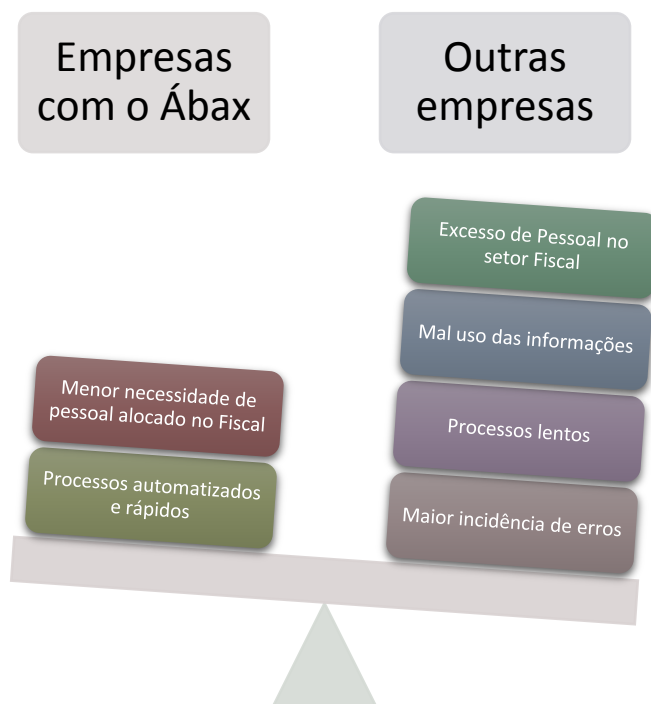 Empresas
com o Ábax
Outras
empresas
Menor necessidade de
pessoal alocado no Fiscal
Processos automatizados
e rápidos
Excesso de Pessoal no
setor Fiscal
Mal uso das informações
Processos lentos
Maior incidência de erros